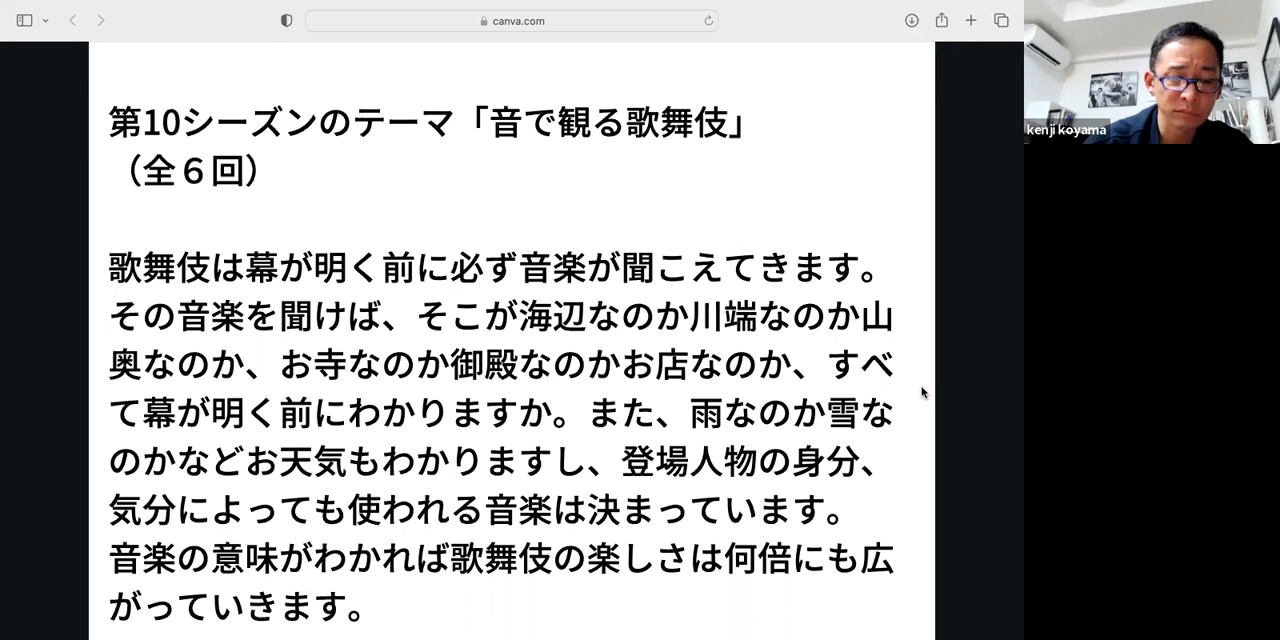 canva.com
第10シーズンのテーマ「音で観る歌舞伎」
（全６回）
歌舞伎は幕が明く前に必ず音楽が聞こえてきます。
その音楽を聞けば、そこが海辺なのか川端なのか山
奥なのか、お寺なのか御殿なのかお店なのか、すべ
て幕が明く前にわかりますか。また、雨なのか雪な
のかなどお天気もわかりますし、登場人物の身分、
気分によっても使われる音楽は決まっています。
音楽の意味がわかれば歌舞伎の楽しさは何倍にも広
がっていきます。
kenji koyama